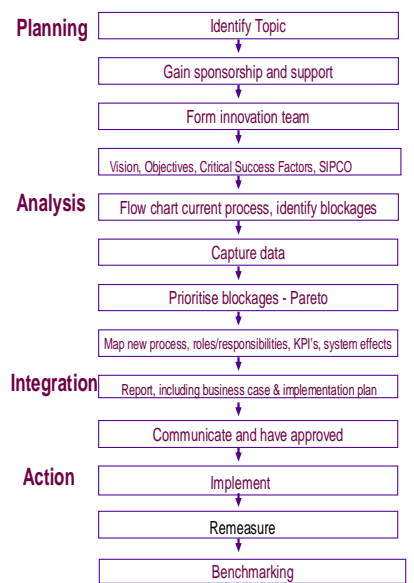 Planning
Identify Topic
Gain sponsorship and support
Form innovation team
Vision, Objectives, Critical Success Factors, SIPCO
Analysis
Flow chart current process, identify blockages
Capture data
Prioritise blockages - Pareto
Map new process, roles/responsibilities, KPI's, system effects
Integration
Report, including business case & implementation plan
Communicate and have approved
Action
Implement
Remeasure
Benchmarking